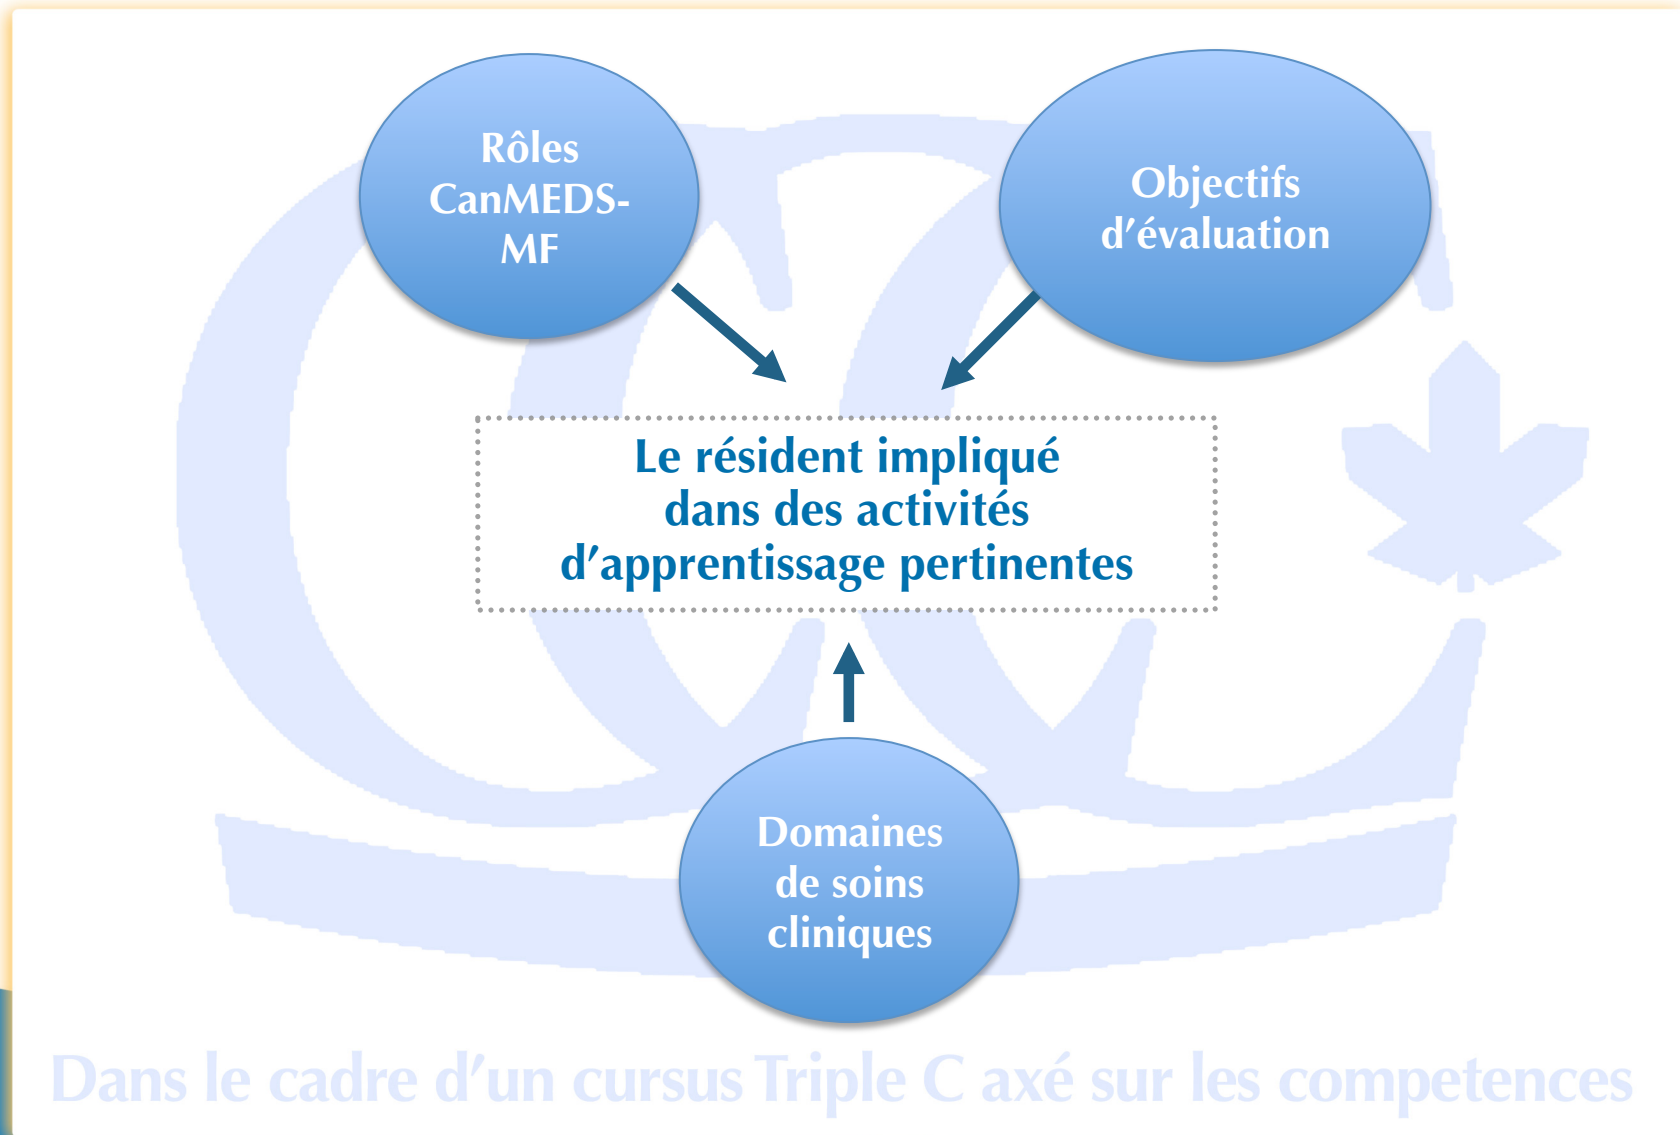 Rôles
CanMEDS-
MF
Objectifs
d'évaluation
Le résident impliqué
dans des activités
d'apprentissage pertinentes
Domaines
de soins
cliniques
Dans le cadre d'un cursus Triple C axé sur les competences